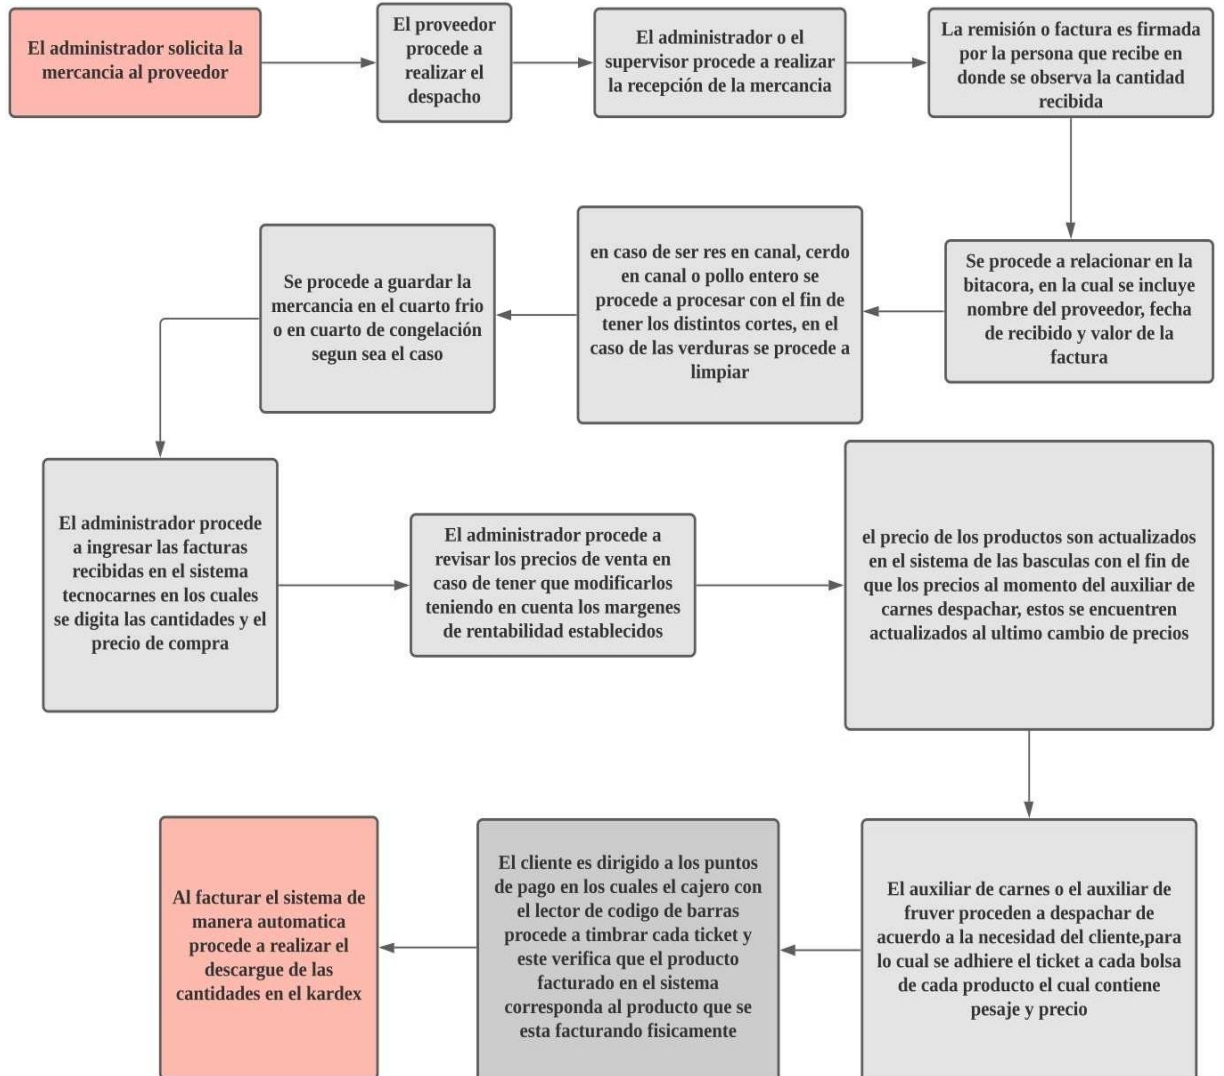 El administrador solicita la
mercancia al proveedor
El proveedor
procede a
realizar el
despacho
El administrador o el
supervisor procede a realizar
la recepción de la mercancia
La remisión o factura es firmada
por la persona que recibe en
donde se observa la cantidad
recibida
Se procede a relacionar en la
bitacora, en la cual se incluye
nombre del proveedor, fecha
de recibido y valor de la
factura
en caso de ser res en canal, cerdo
en canal o pollo entero se
procede a procesar con el fin de
tener los distintos cortes, en el
caso de las verduras se procede a
limpiar
Se procede a guardar la
mercancia en el cuarto frio
o en cuarto de congelación
segun sea el caso
El administrador procede
a ingresar las facturas
recibidas en el sistema
tecnocarnes en los cuales
se digita las cantidades y el
precio de compra
El administrador procede a
revisar los precios de venta en
caso de tener que modificarlos
teniendo en cuenta los margenes
de rentabilidad establecidos
el precio de los productos son actualizados
en el sistema de las basculas con el fin de
que los precios al momento del auxiliar de
carnes despachar, estos se encuentren
actualizados al ultimo cambio de precios
El auxiliar de carnes o el auxiliar de
fruver proceden a despachar de
acuerdo a la necesidad del cliente,para
lo cual se adhiere el ticket a cada bolsa
de cada producto el cual contiene
pesaje y precio
El cliente es dirigido a los puntos
de pago en los cuales el cajero con
el lector de codigo de barras
procede a timbrar cada ticket y
este verifica que el producto
facturado en el sistema
corresponda al producto que se
esta facturando fisicamente
Al facturar el sistema de
manera automatica
procede a realizar el
descargue de las
cantidades en el kardex